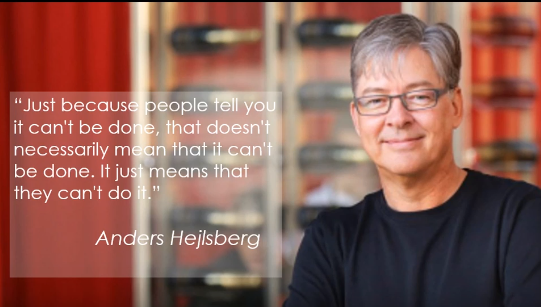 “Just because people tell you
it can't be done, that doesn't
necessarily mean that it can't
be done. It just means that
they can't do it.”
Anders Hejlsberg